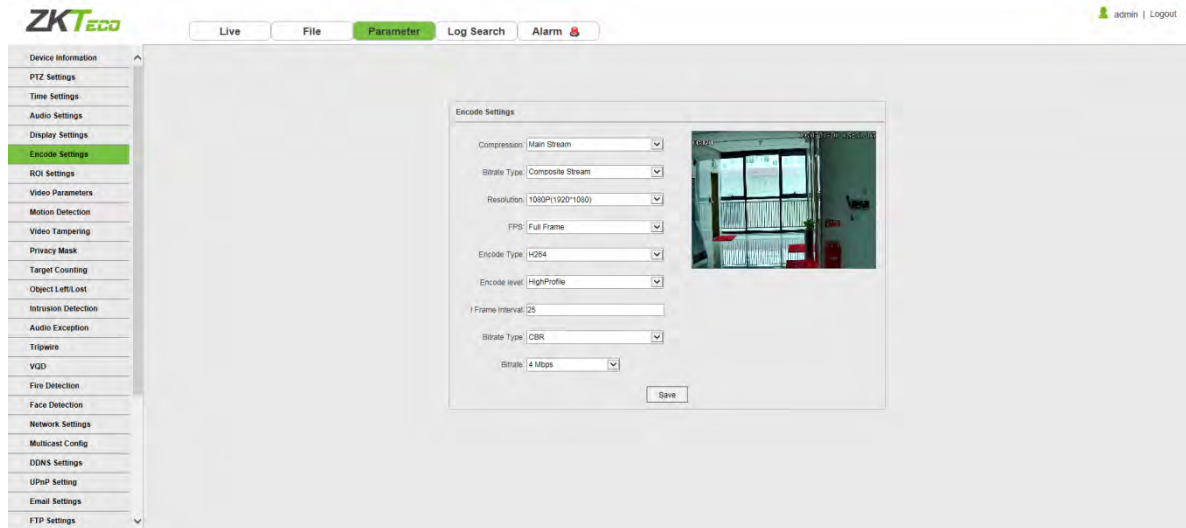 ZKTECO
admin | Logout
Live
File
Parameter
Log Search
Alarm
Device Information
PTZ Settings
Time Settings
Audio Settings
Display Settings
Encode Settings
ROI Settings
Video Parameters
Motion Detection
Video Tampering
Privacy Mask
Target Counting
Object Left/Lost
Intrusion Detection
Audio Exception
Tripwire
VQD
Fire Detection
Face Detection
Network Settings
Multicast Config
DDNS Settings
UPnP Setting
Email Settings
FTP Settings
Encode Settings
Compression: Main Stream
Bitrate Type: Composite Stream
Resolution: 1080P(1920*1080)
FPS: Full Frame
Encode Type: H264
Encode level: HighProfile
I Frame Interval: 25
Bitrate Type: CBR
Bitrate: 4 Mbps
Save